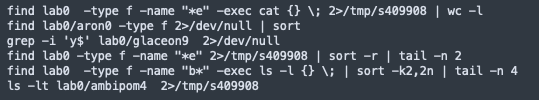 find lab0  -type f -name "*e" -exec cat {} \; 2>/tmp/s409908 | wc -l
find lab0/aron0 -type f 2>/dev/null | sort
grep -i 'y$' lab0/glaceon9  2>/dev/null
find lab0 -type f -name "*e" 2>/tmp/s409908 | sort -r | tail -n 2
find lab0  -type f -name "b*" -exec ls -l {} \; | sort -k2,2n | tail -n 4
ls -lt lab0/ambipom4  2>/tmp/s409908